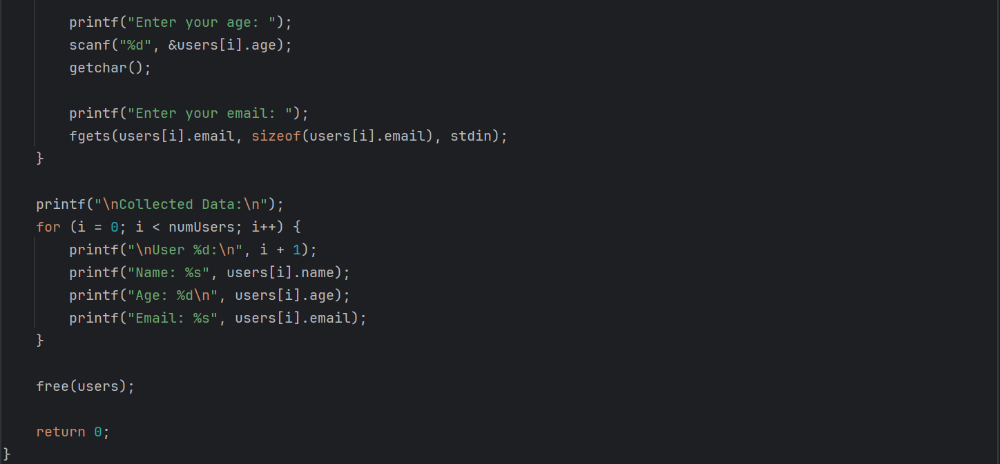 printf("Enter your age: ");
scanf("%d", &users[i].age);
getchar();
printf("Enter your email: ");
fgets(users[i].email, sizeof(users[i].email), stdin);
}
printf("\nCollected Data:\n");
for (i = 0; i < numUsers; i++) {
printf("\nUser %d:\n", i + 1);
printf("Name: %s", users[i].name);
printf("Age: %d\n", users[i].age);
printf("Email: %s", users[i].email);
}
free(users);
return 0;
}